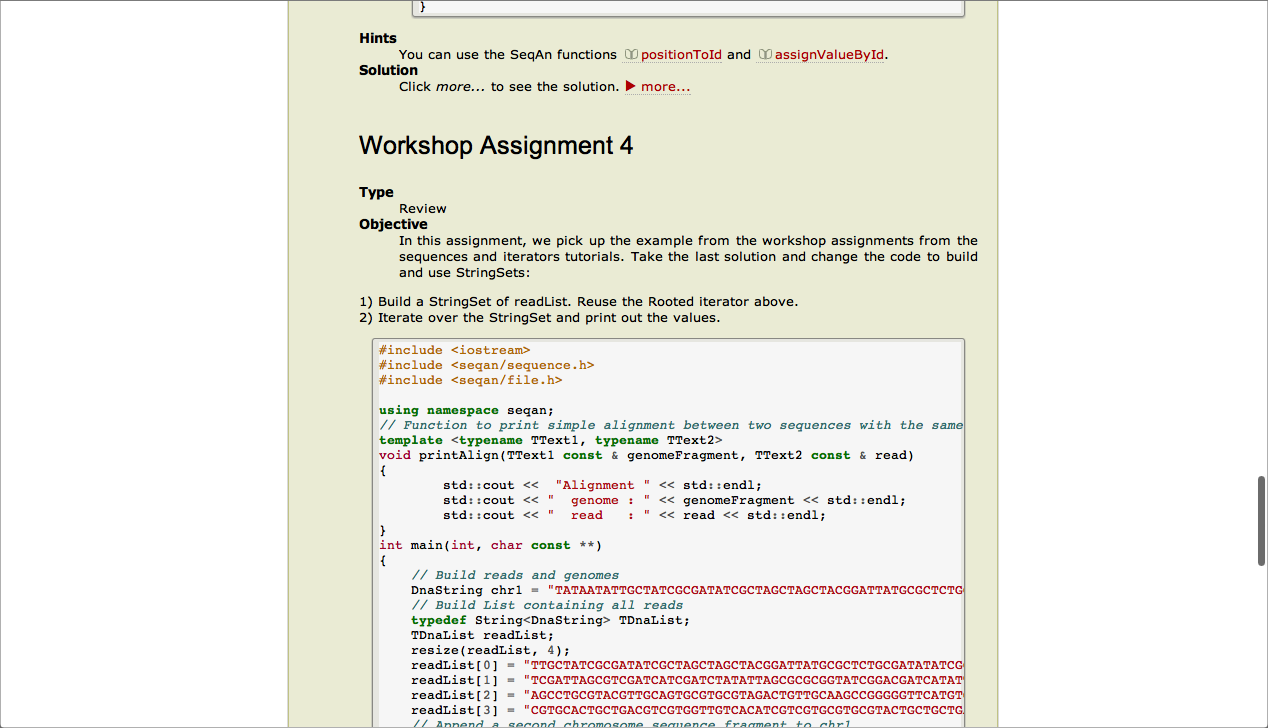 }
Hints
You can use the SeqAn functions positionToId and assignValueById.
Solution
Click more... to see the solution. ▶ more...
Workshop Assignment 4
Type
Review
Objective
In this assignment, we pick up the example from the workshop assignments from the
sequences and iterators tutorials. Take the last solution and change the code to build
and use StringSets:
1) Build a StringSet of readList. Reuse the Rooted iterator above.
2) Iterate over the StringSet and print out the values.
#include <iostream>
#include <seqan/sequence.h>
#include <seqan/file.h>
using namespace seqan;
// Function to print simple alignment between two sequences with the same
template <typename TText1, typename TText2>
void printAlign(TText1 const & genomeFragment, TText2 const & read)
{
std::cout <<  "Alignment " << std::endl;
std::cout << "  genome : " << genomeFragment << std::endl;
std::cout << "  read   : " << read << std::endl;
}
int main(int, char const **)
{
// Build reads and genomes
DnaString chr1 = "TATAATATTGCTATCGCGATATCGCTAGCTAGCTACGGATTATGCGCTCTG
// Build List containing all reads
typedef String<DnaString> TDnaList;
TDnaList readList;
resize(readList, 4);
readList[0] = "TTGCTATCGCGATATCGCTAGCTAGCTACGGATTATGCGCTCTGCGATATATCG
readList[1] = "TCGATTAGCGTCGATCATCGATCTATATTAGCGCGCGGTATCGGACGATCATAT
readList[2] = "AGCCTGCGTACGTTGCAGTGCGTGCGTAGACTGTTGCAAGCCGGGGGTTCATGT
readList[3] = "CGTGCACTGCTGACGTCGTGGTTGTCACATCGTCGTGCGTGCGTACTGCTGCTG
// Append a second chromosome sequence fragment to chr1